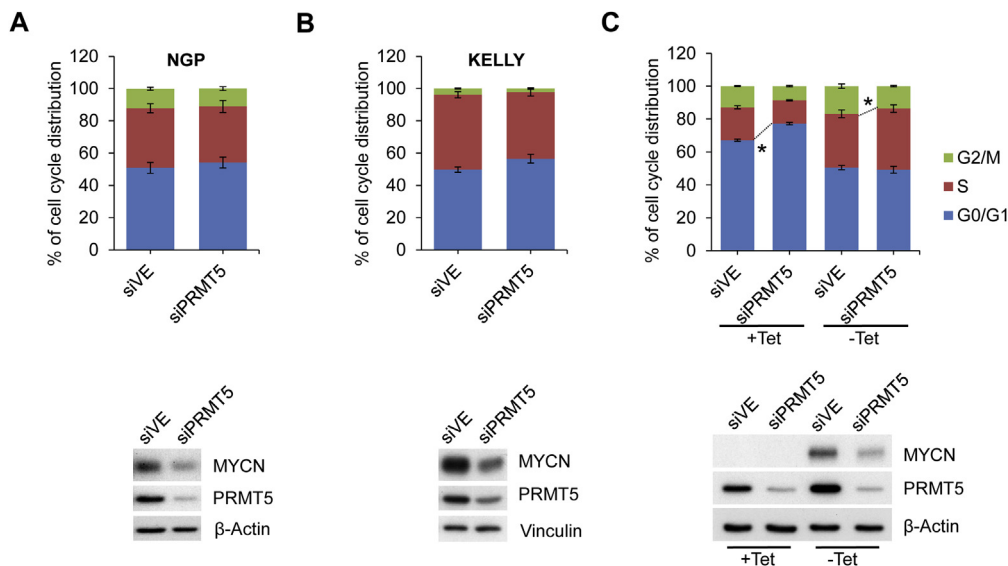 A
B
C
NGP
KELLY
% of cell cycle distribution
120
100
80
60
40
20
0
siVE
siPRMT5
% of cell cycle distribution
120
100
80
60
40
20
0
siVE
siPRMT5
% of cell cycle distribution
120
100
80
60
40
20
0
*
*
siVE
siPRMT5
siVE
siPRMT5
+Tet
-Tet
G2/M
S
G0/G1
siVE
siPRMT5
MYCN
PRMT5
β-Actin
siVE
siPRMT5
MYCN
PRMT5
Vinculin
siVE
siPRMT5
siVE
siPRMT5
MYCN
PRMT5
β-Actin
+Tet
-Tet